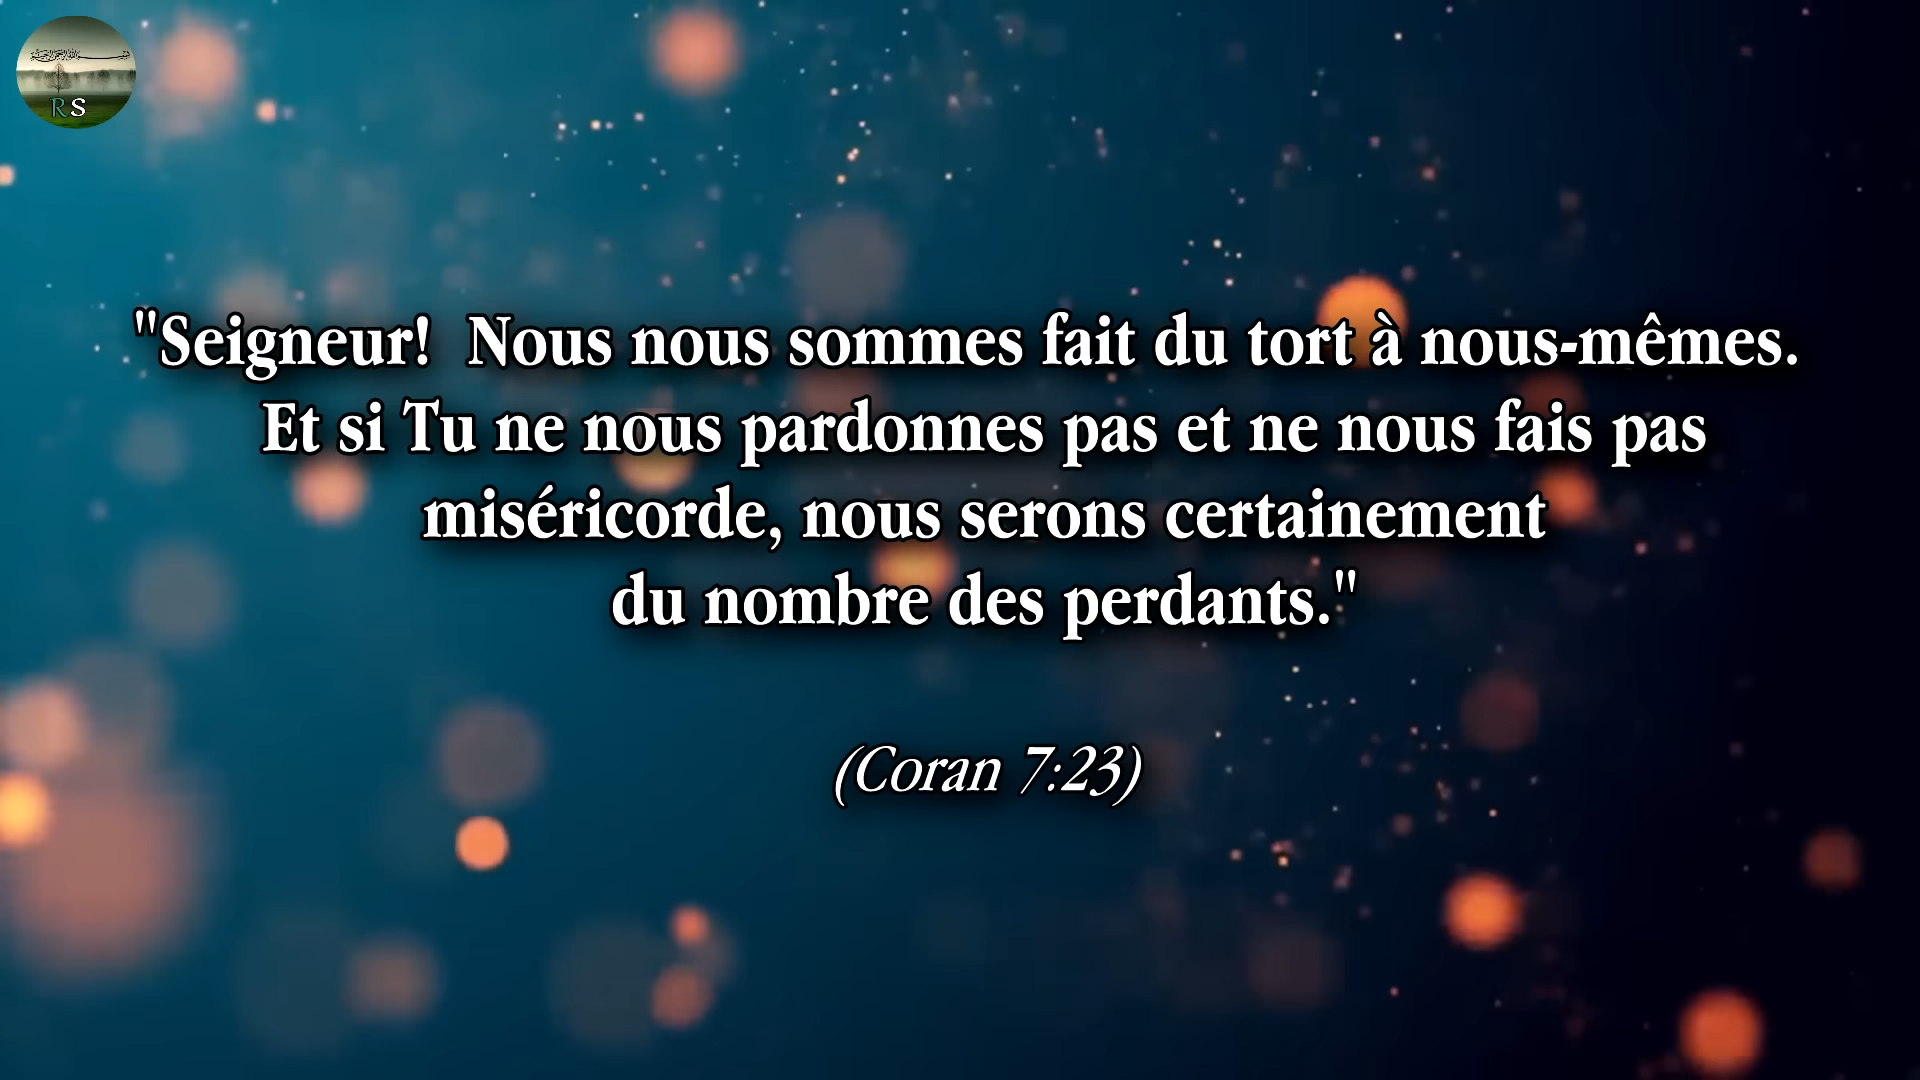 RS
"Seigneur!  Nous nous sommes fait du tort à nous-mêmes.
Et si Tu ne nous pardonnes pas et ne nous fais pas
miséricorde, nous serons certainement
du nombre des perdants."
(Coran 7:23)